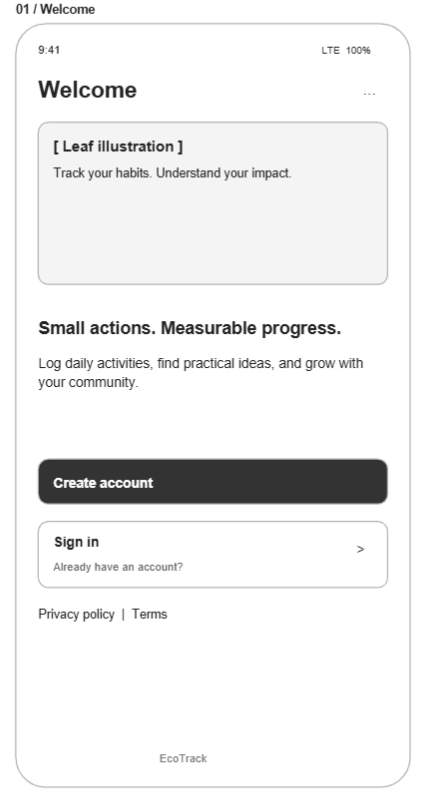 01 / Welcome
9:41 LTE 100%
Welcome ...
[ Leaf illustration ]
Track your habits. Understand your impact.
Small actions. Measurable progress.
Log daily activities, find practical ideas, and grow with
your community.
Create account
Sign in >
Already have an account?
Privacy policy | Terms
EcoTrack